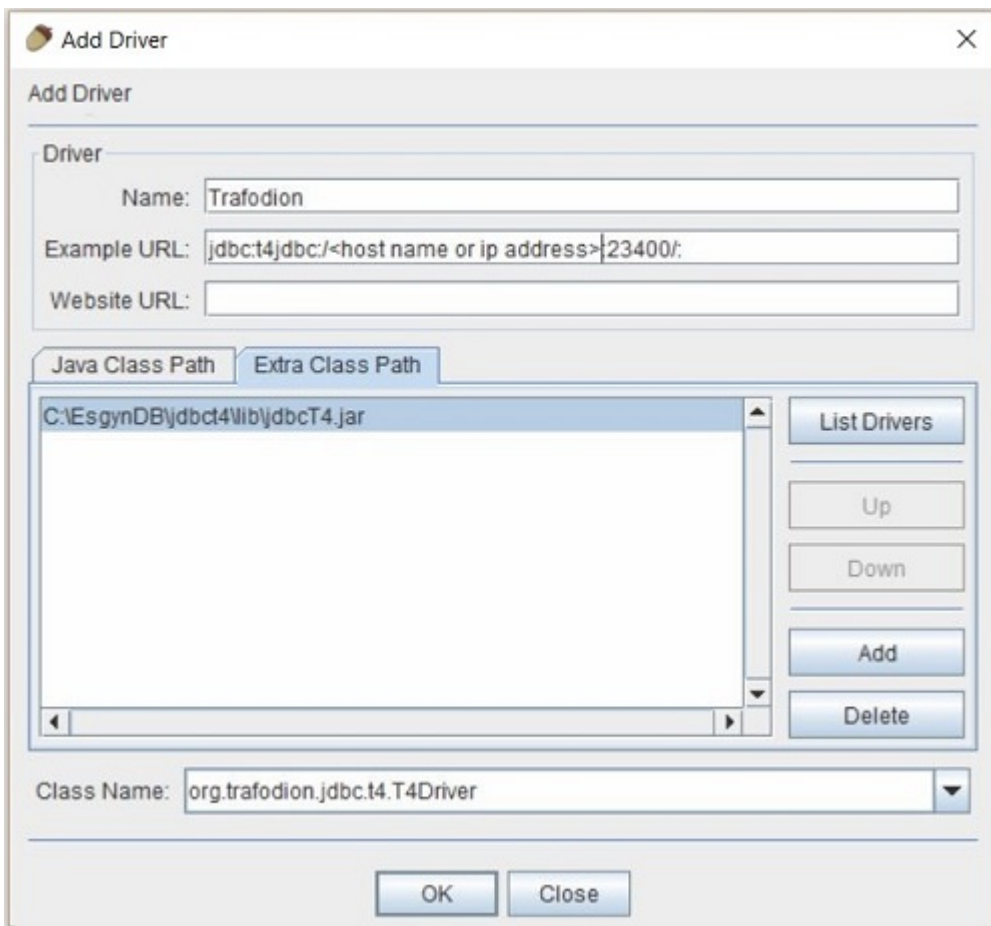 Add Driver
Add Driver
Driver
Name: Trafodion
Example URL: jdbc:t4jdbc:/<host name or ip address>:23400/:
Website URL:
Java Class Path Extra Class Path
C:\EsgynDB\jdbct4\lib\jdbcT4.jar
List Drivers
Up
Down
Add
Delete
Class Name: org.trafodion.jdbc.t4.T4Driver
OK Close